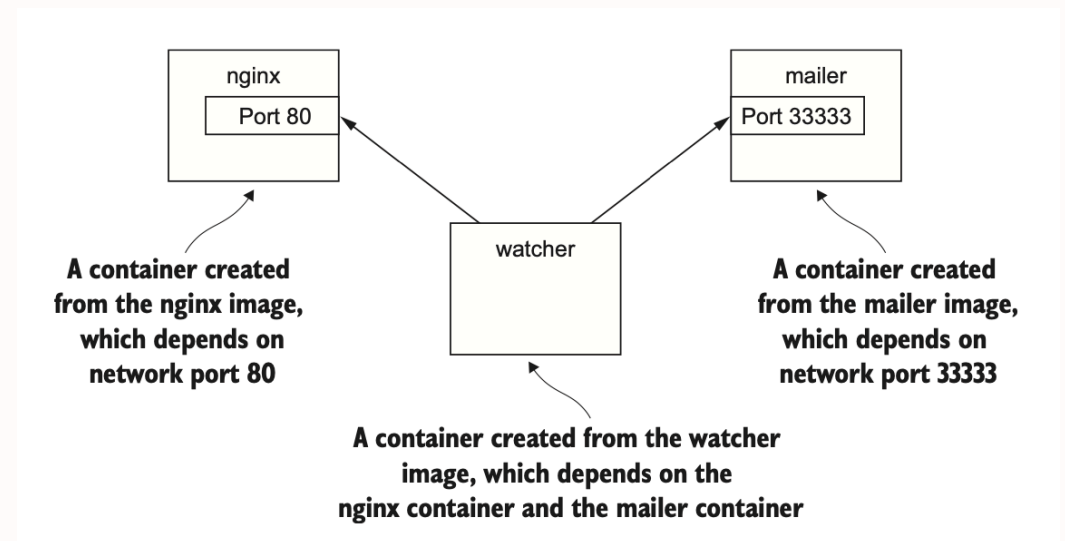 nginx
Port 80
mailer
Port 33333
watcher
A container created
from the nginx image,
which depends on
network port 80
A container created
from the mailer image,
which depends on
network port 33333
A container created from the watcher
image, which depends on the
nginx container and the mailer container